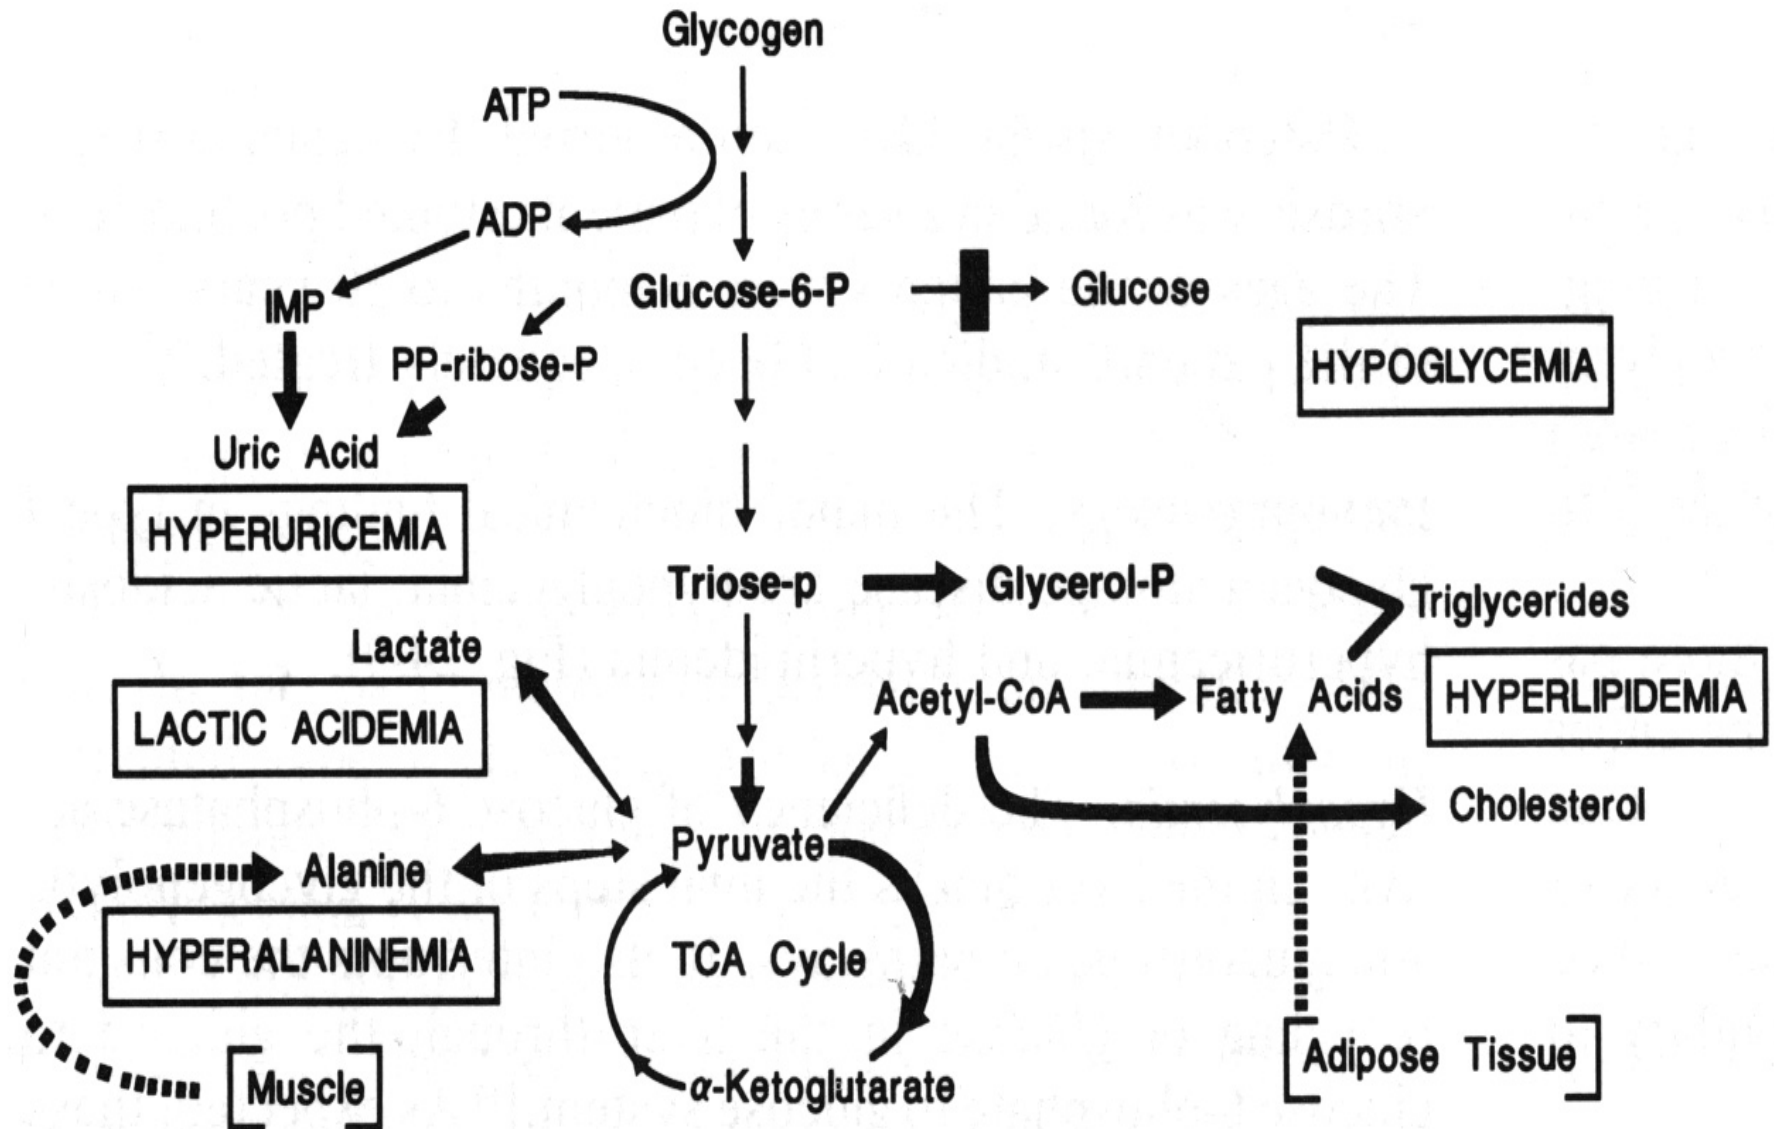 Glycogen
ATP
ADP
IMP
Glucose-6-P
Glucose
PP-ribose-P
HYPOGLYCEMIA
Uric Acid
HYPERURICEMIA
Triose-p
Glycerol-P
Triglycerides
Lactate
LACTIC ACIDEMIA
Acetyl-CoA
Fatty Acids
HYPERLIPIDEMIA
Cholesterol
Pyruvate
Alanine
HYPERALANINEMIA
TCA Cycle
Muscle
α-Ketoglutarate
Adipose Tissue